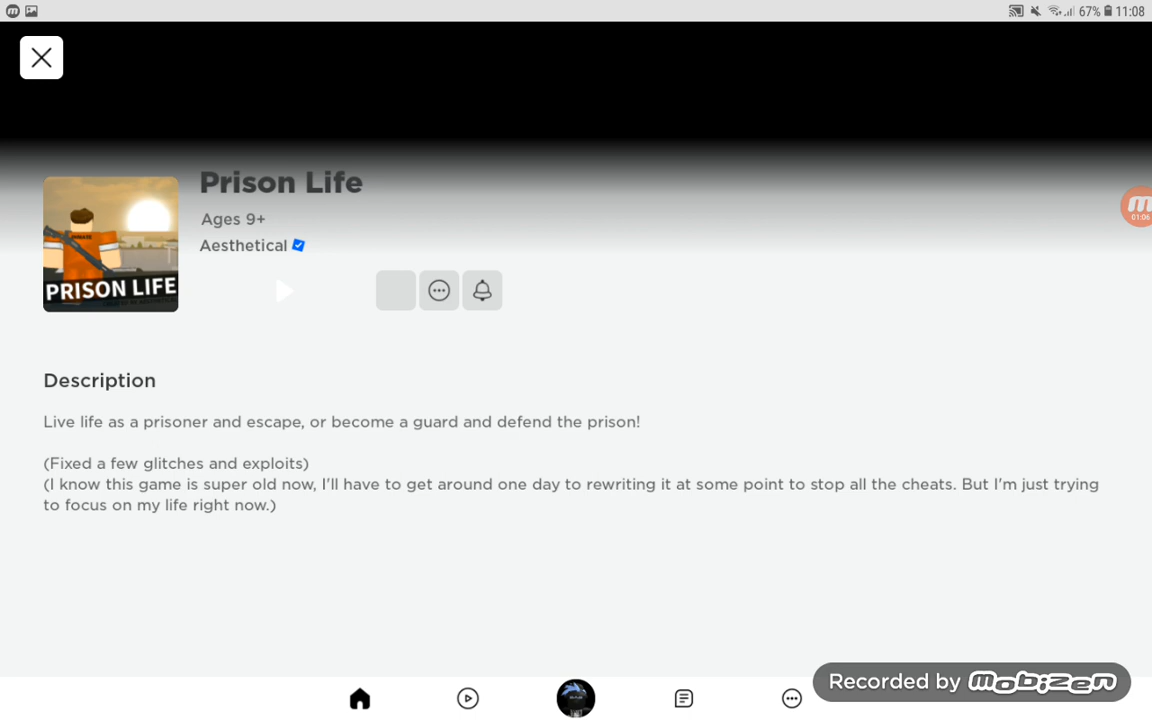 67% 11:08
Prison Life
Ages 9+
Aesthetical
PRISON LIFE
01:06
Description
Live life as a prisoner and escape, or become a guard and defend the prison!
(Fixed a few glitches and exploits)
(I know this game is super old now, I'll have to get around one day to rewriting it at some point to stop all the cheats. But I'm just trying
to focus on my life right now.)
Recorded by mobizen